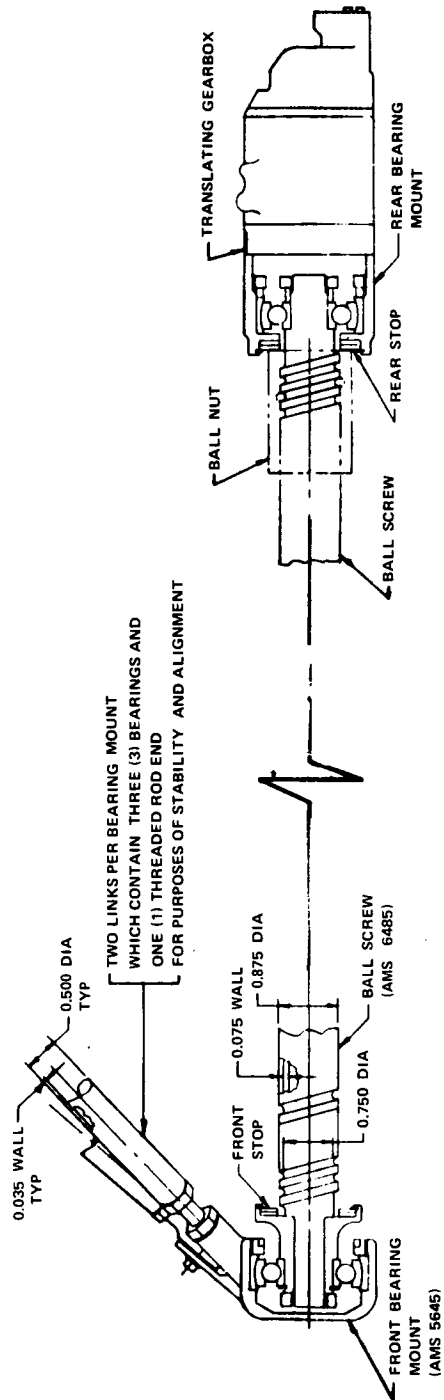 0.035 WALL
TYP
0.500 DIA
TYP
TWO LINKS PER BEARING MOUNT
WHICH CONTAIN THREE (3) BEARINGS AND
ONE (1) THREADED ROD END
FOR PURPOSES OF STABILITY AND ALIGNMENT
FRONT
STOP
0.075 WALL
0.875 DIA
0.750 DIA
BALL SCREW
(AMS 6485)
FRONT BEARING
MOUNT
(AMS 5645)
BALL NUT
TRANSLATING GEARBOX
BALL SCREW
REAR STOP
REAR BEARING
MOUNT